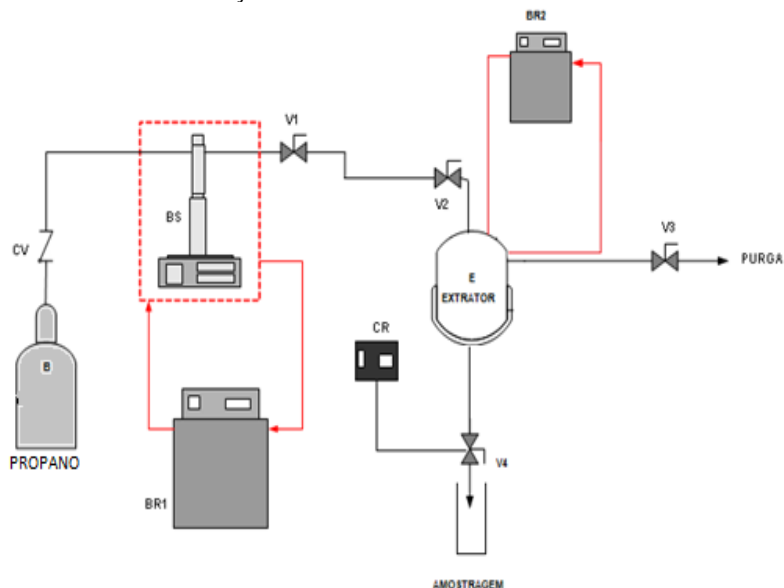 BR2
V1
BS
V2
CV
V3
E
EXTRATOR
PURGA
CR
B
PROPANO
BR1
V4
AMOSTRAGEM